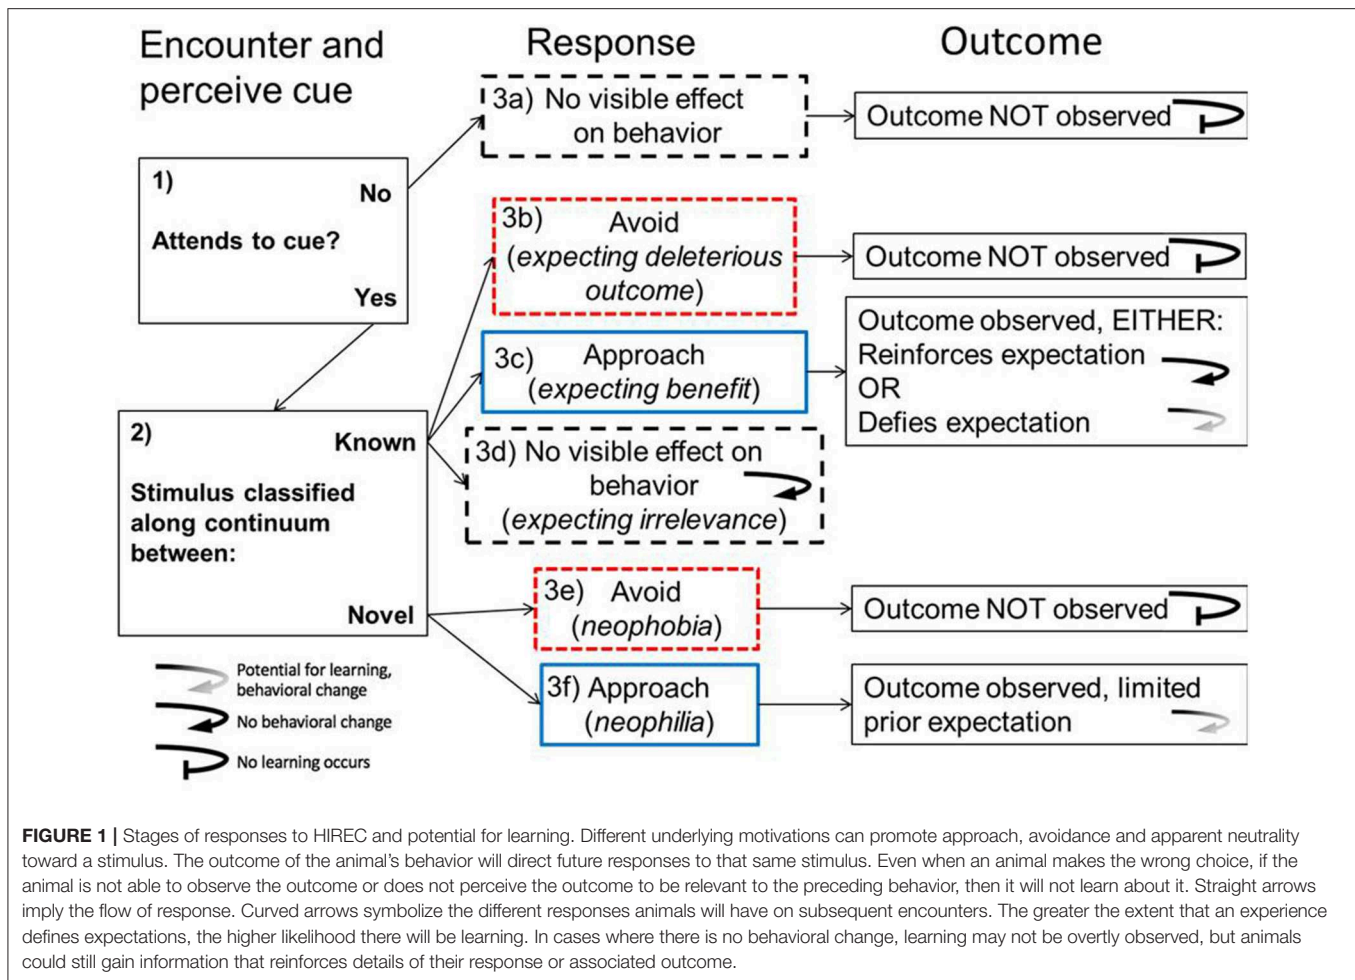 Encounter and
perceive cue
Response
Outcome
1)
No
Attends to cue?
Yes
2)
Known
Stimulus classified
along continuum
between:
Novel
3a) No visible effect
on behavior
Outcome NOT observed
3b)
Avoid
(expecting deleterious
outcome)
Outcome NOT observed
3c)
Approach
(expecting benefit)
Outcome observed, EITHER:
Reinforces expectation
OR
Defies expectation
3d) No visible effect on
behavior
(expecting irrelevance)
3e)
Avoid
(neophobia)
Outcome NOT observed
3f) Approach
(neophilia)
Outcome observed, limited
prior expectation
Potential for learning,
behavioral change
No behavioral change
No learning occurs
FIGURE 1 | Stages of responses to HIREC and potential for learning. Different underlying motivations can promote approach, avoidance and apparent neutrality
toward a stimulus. The outcome of the animal's behavior will direct future responses to that same stimulus. Even when an animal makes the wrong choice, if the
animal is not able to observe the outcome or does not perceive the outcome to be relevant to the preceding behavior, then it will not learn about it. Straight arrows
imply the flow of response. Curved arrows symbolize the different responses animals will have on subsequent encounters. The greater the extent that an experience
defines expectations, the higher likelihood there will be learning. In cases where there is no behavioral change, learning may not be overtly observed, but animals
could still gain information that reinforces details of their response or associated outcome.